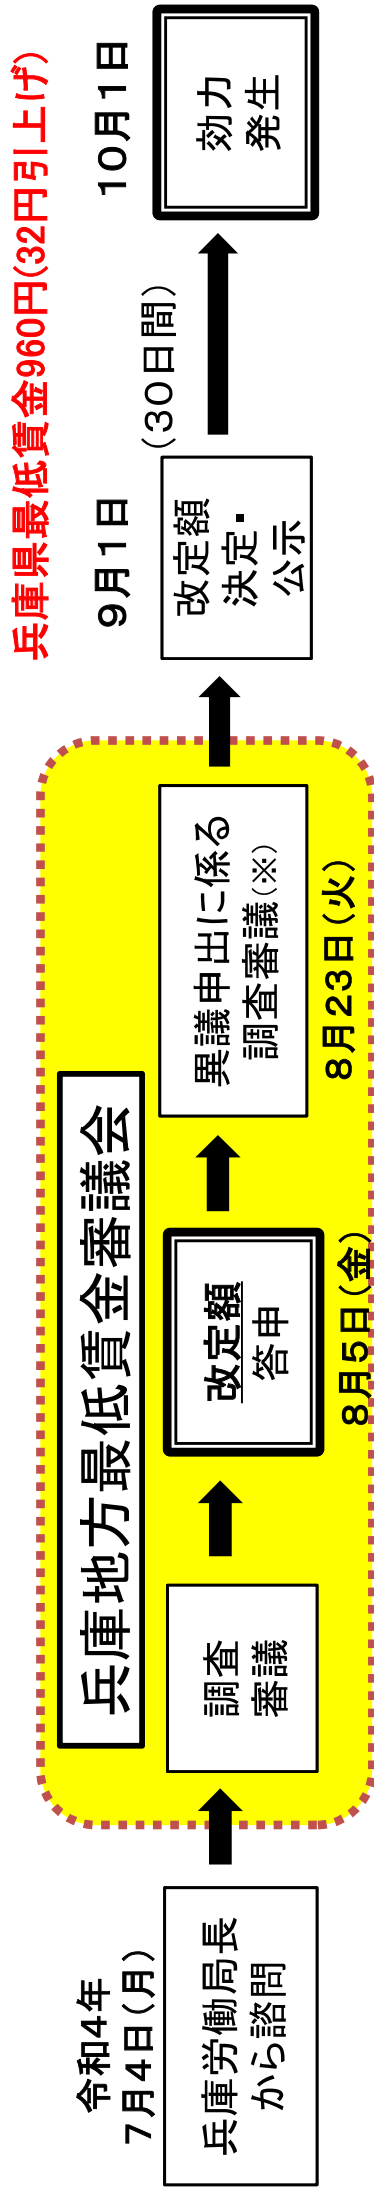 兵庫県最低賃金960円(32円引上げ)
令和4年
7月4日(月)
兵庫労働局長
から諮問
兵庫地方最低賃金審議会
調査
審議
改定額
答申
8月5日(金)
異議申出に係る
調査審議(※)
8月23日(火)
9月1日
改定額
決定・
公示
(30日間)
10月1日
効力
発生